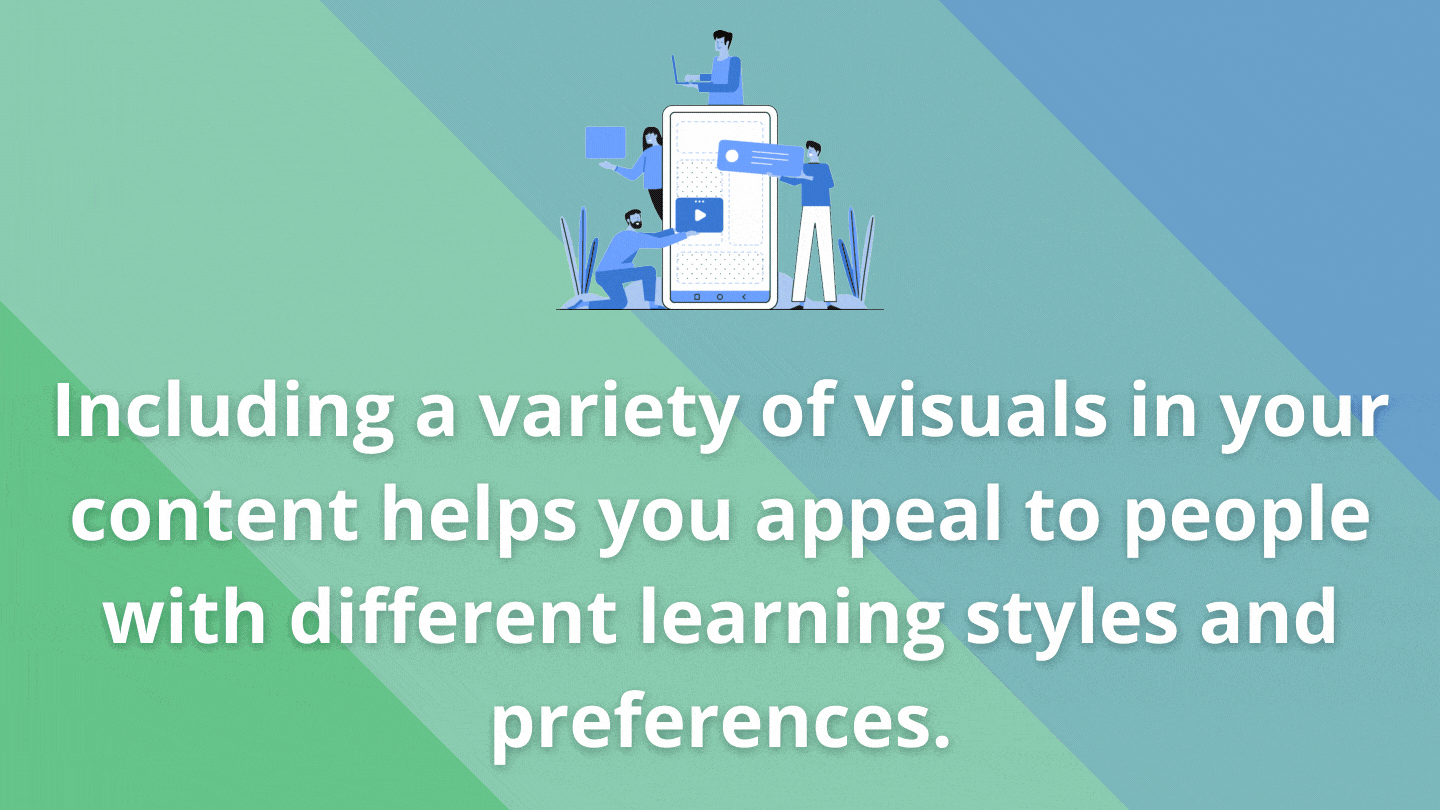 Including a variety of visuals in your
content helps you appeal to people
with different learning styles and
preferences.